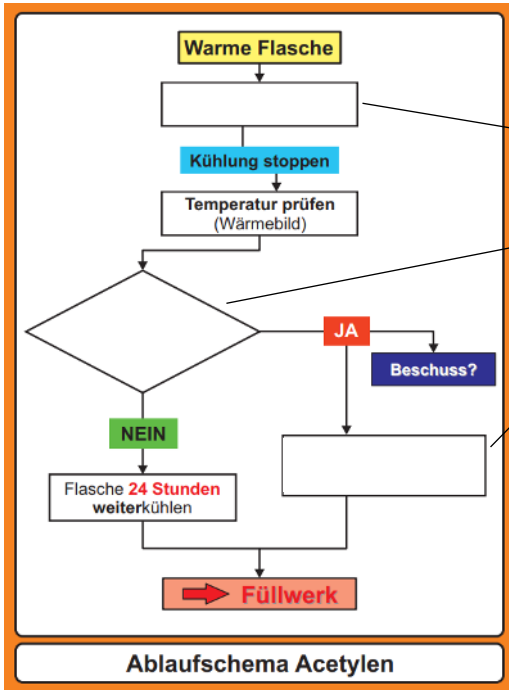 Warme Flasche
Kühlung stoppen
Temperatur prüfen
(Wärmebild)
JA
Beschuss?
NEIN
Flasche 24 Stunden
weiterkühlen
Füllwerk
Ablaufschema Acetylen